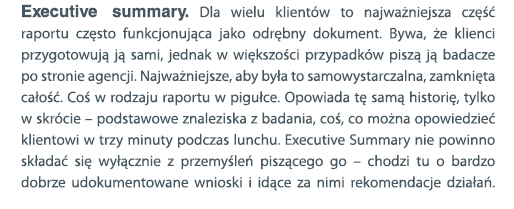 Executive summary. Dla wielu klientów to najważniejsza część
raportu często funkcjonująca jako odrębny dokument. Bywa, że klienci
przygotowują ją sami, jednak w większości przypadków piszą ją badacze
po stronie agencji. Najważniejsze, aby była to samowystarczalna, zamknięta
całość. Coś w rodzaju raportu w pigułce. Opowiada tę samą historię, tylko
w skrócie – podstawowe znaleziska z badania, coś, co można opowiedzieć
klientowi w trzy minuty podczas lunchu. Executive Summary nie powinno
składać się wyłącznie z przemyśleń piszącego go – chodzi tu o bardzo
dobrze udokumentowane wnioski i idące za nimi rekomendacje działań.